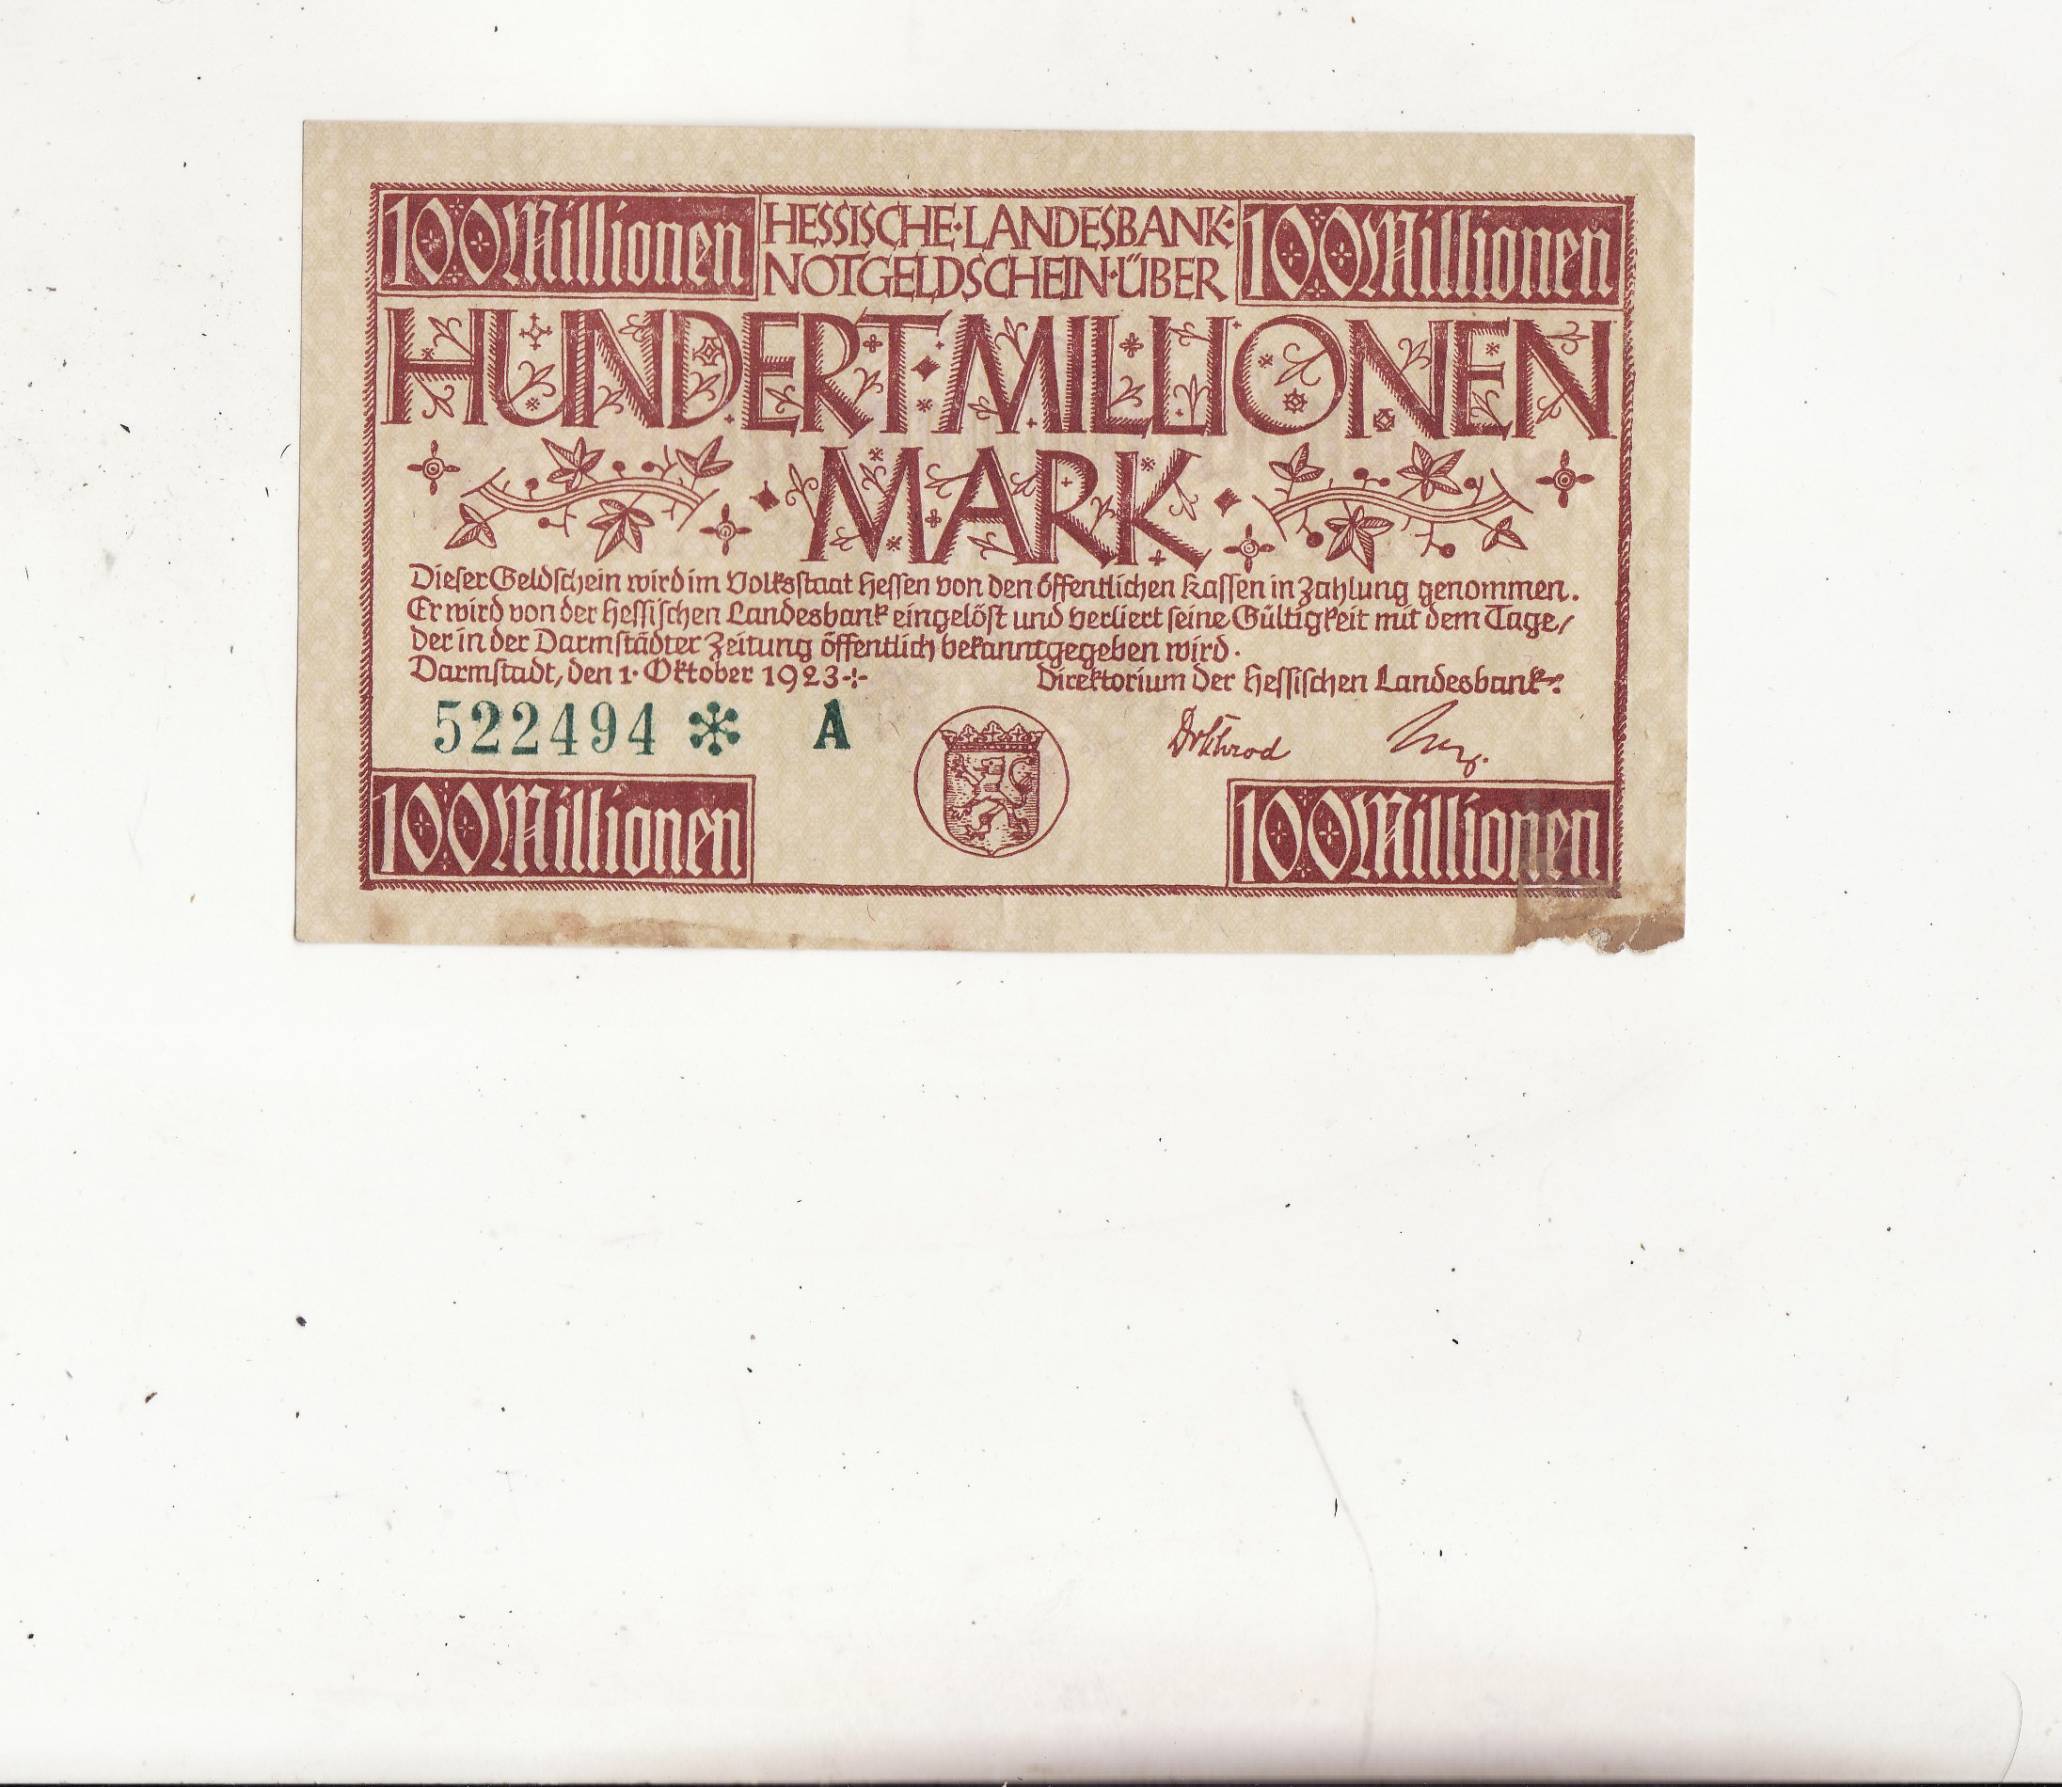 100 Millionen
HESSISCHE·LANDESBANK·
NOTGELDSCHEIN·ÜBER
100 Millionen
HUNDERT·MILLIONEN
·MARK·
Dieser Geldschein wird im Volksstaat Hessen von den öffentlichen Kassen in Zahlung genommen.
Er wird von der Hessischen Landesbank eingelöst und verliert seine Gültigkeit mit dem Tage,
der in der Darmstädter Zeitung öffentlich bekanntgegeben wird.
Darmstadt, den 1. Oktober 1923
Direktorium der Hessischen Landesbank
522494 * A
100 Millionen
100 Millionen